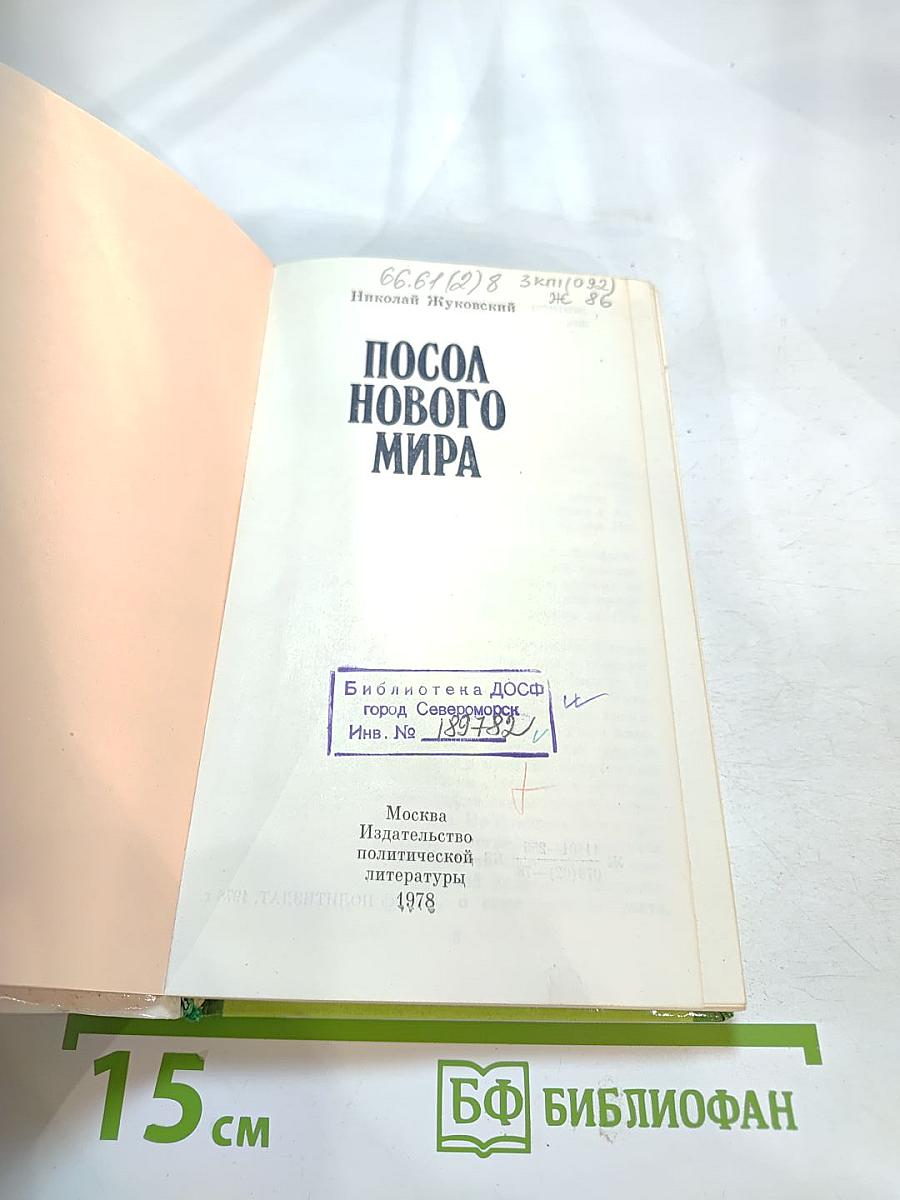 66.61(2)8 3КП1(092)
Ж 86
Николай Жуковский
ПОСОЛ
НОВОГО
МИРА
Библиотека ДОСФ
город Североморск
Инв. № 189782
Москва
Издательство
политической
литературы
1978
15 см
БФ БИБЛИОФАН